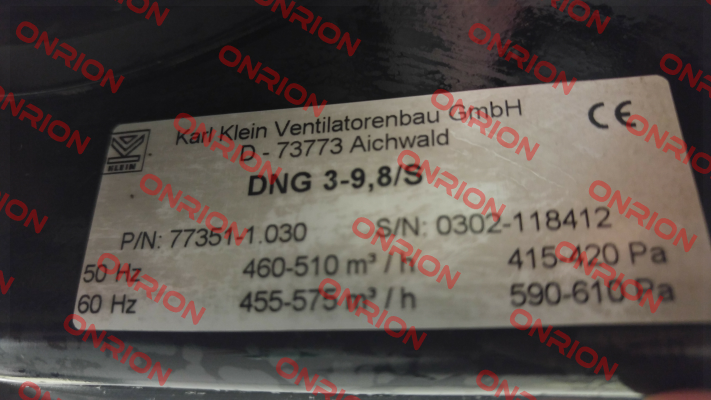 Karl Klein Ventilatorenbau GmbH
D - 73773 Aichwald
CE
KLEIN
DNG 3-9,8/S
P/N: 77351-1.030 S/N: 0302-118412
50 Hz 460-510 m³ / h 415-420 Pa
60 Hz 455-575 m³ / h 590-610 Pa
ONRION